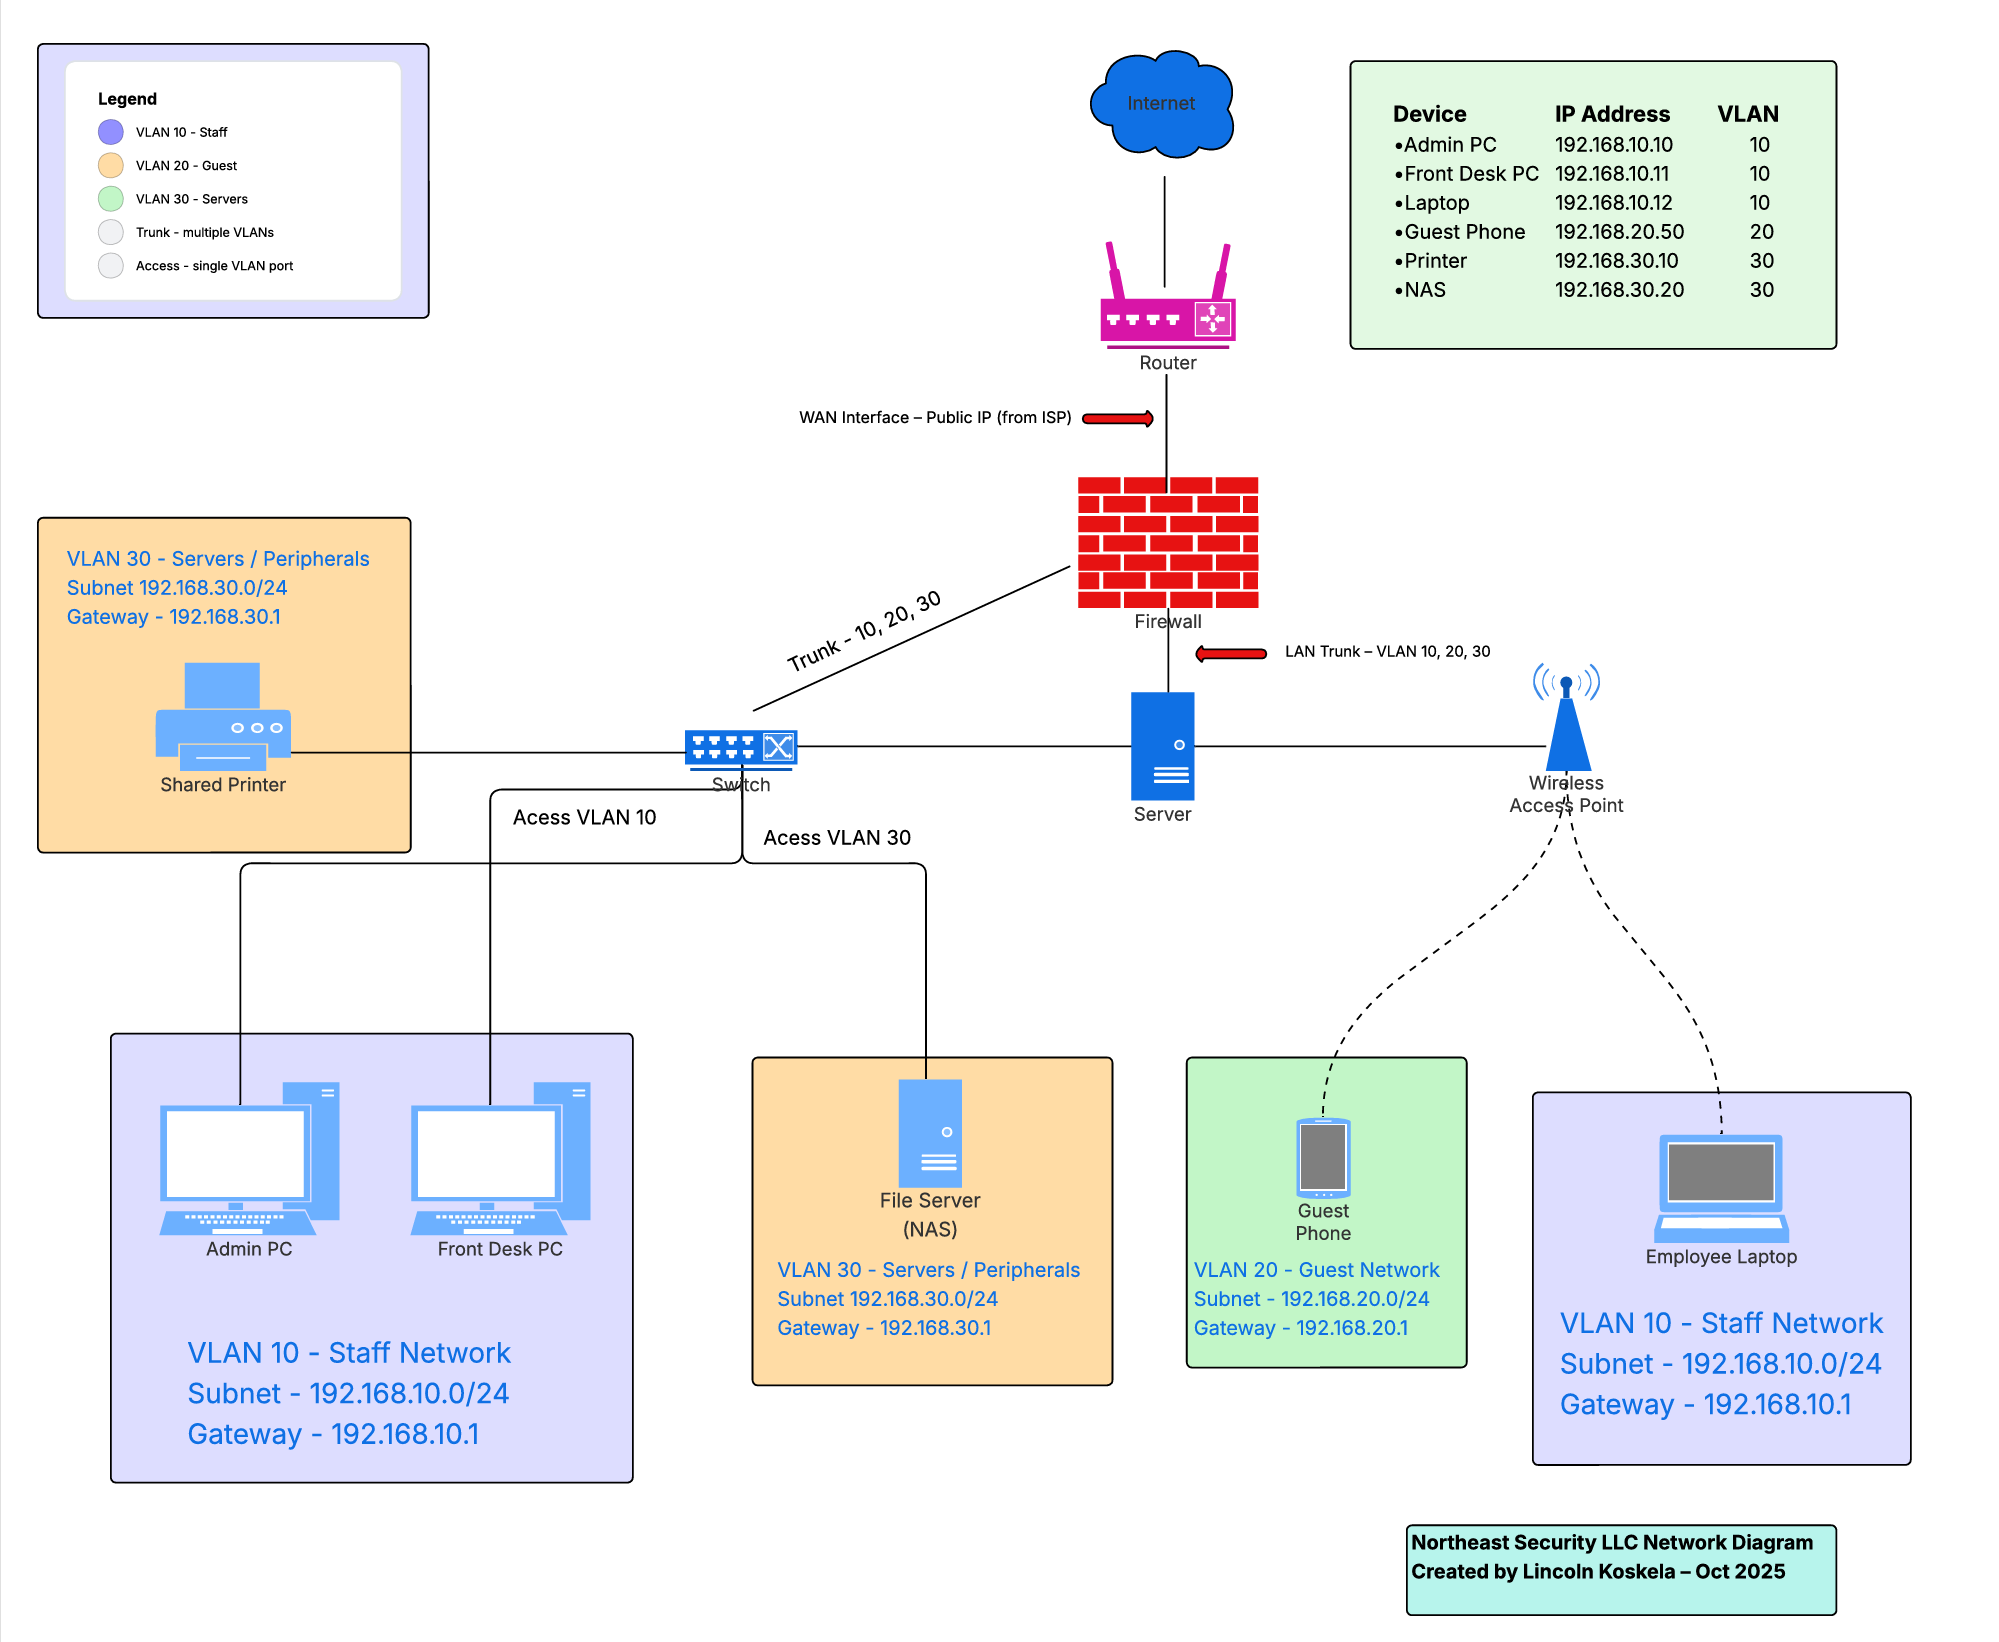 Legend
VLAN 10 - Staff
VLAN 20 - Guest
VLAN 30 - Servers
Trunk - multiple VLANs
Access - single VLAN port
Internet
Device IP Address VLAN
•Admin PC 192.168.10.10 10
•Front Desk PC 192.168.10.11 10
•Laptop 192.168.10.12 10
•Guest Phone 192.168.20.50 20
•Printer 192.168.30.10 30
•NAS 192.168.30.20 30
Router
WAN Interface – Public IP (from ISP)
Firewall
Trunk - 10, 20, 30
LAN Trunk – VLAN 10, 20, 30
VLAN 30 - Servers / Peripherals
Subnet 192.168.30.0/24
Gateway - 192.168.30.1
Shared Printer
Switch
Server
Wireless
Access Point
Acess VLAN 10
Acess VLAN 30
Admin PC
Front Desk PC
VLAN 10 - Staff Network
Subnet - 192.168.10.0/24
Gateway - 192.168.10.1
File Server
(NAS)
VLAN 30 - Servers / Peripherals
Subnet 192.168.30.0/24
Gateway - 192.168.30.1
Guest
Phone
VLAN 20 - Guest Network
Subnet - 192.168.20.0/24
Gateway - 192.168.20.1
Employee Laptop
VLAN 10 - Staff Network
Subnet - 192.168.10.0/24
Gateway - 192.168.10.1
Northeast Security LLC Network Diagram
Created by Lincoln Koskela – Oct 2025